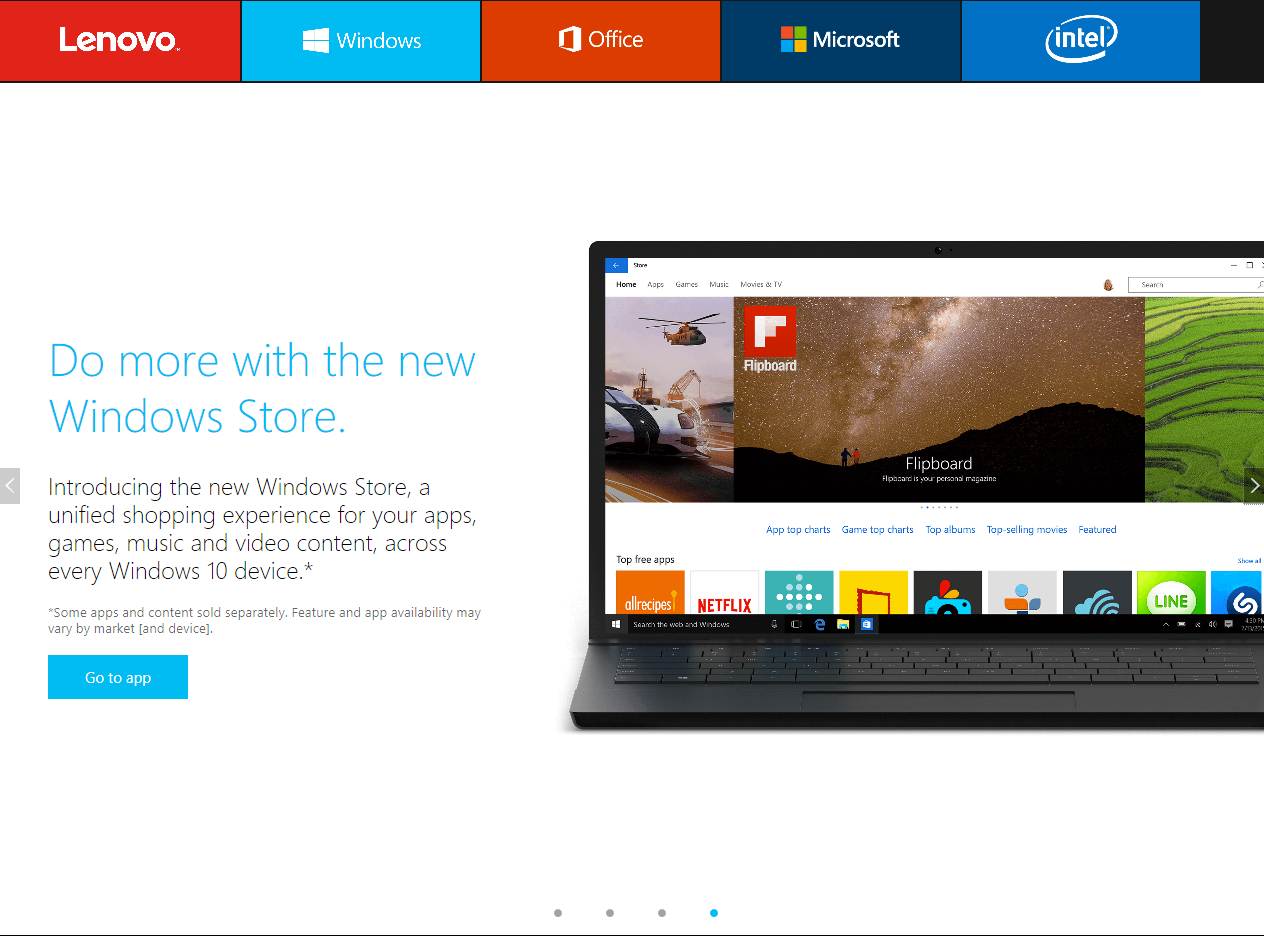 Lenovo
Windows
Office
Microsoft
intel
Do more with the new
Windows Store.
Introducing the new Windows Store, a
unified shopping experience for your apps,
games, music and video content, across
every Windows 10 device.*
*Some apps and content sold separately. Feature and app availability may
vary by market [and device].
Go to app
Store
Home Apps Games Music Movies & TV
Search
Flipboard
Flipboard
Flipboard is your personal magazine
App top charts Game top charts Top albums Top-selling movies Featured
Top free apps
Show all
allrecipes
NETFLIX
LINE
Search the web and Windows
4:30 PM